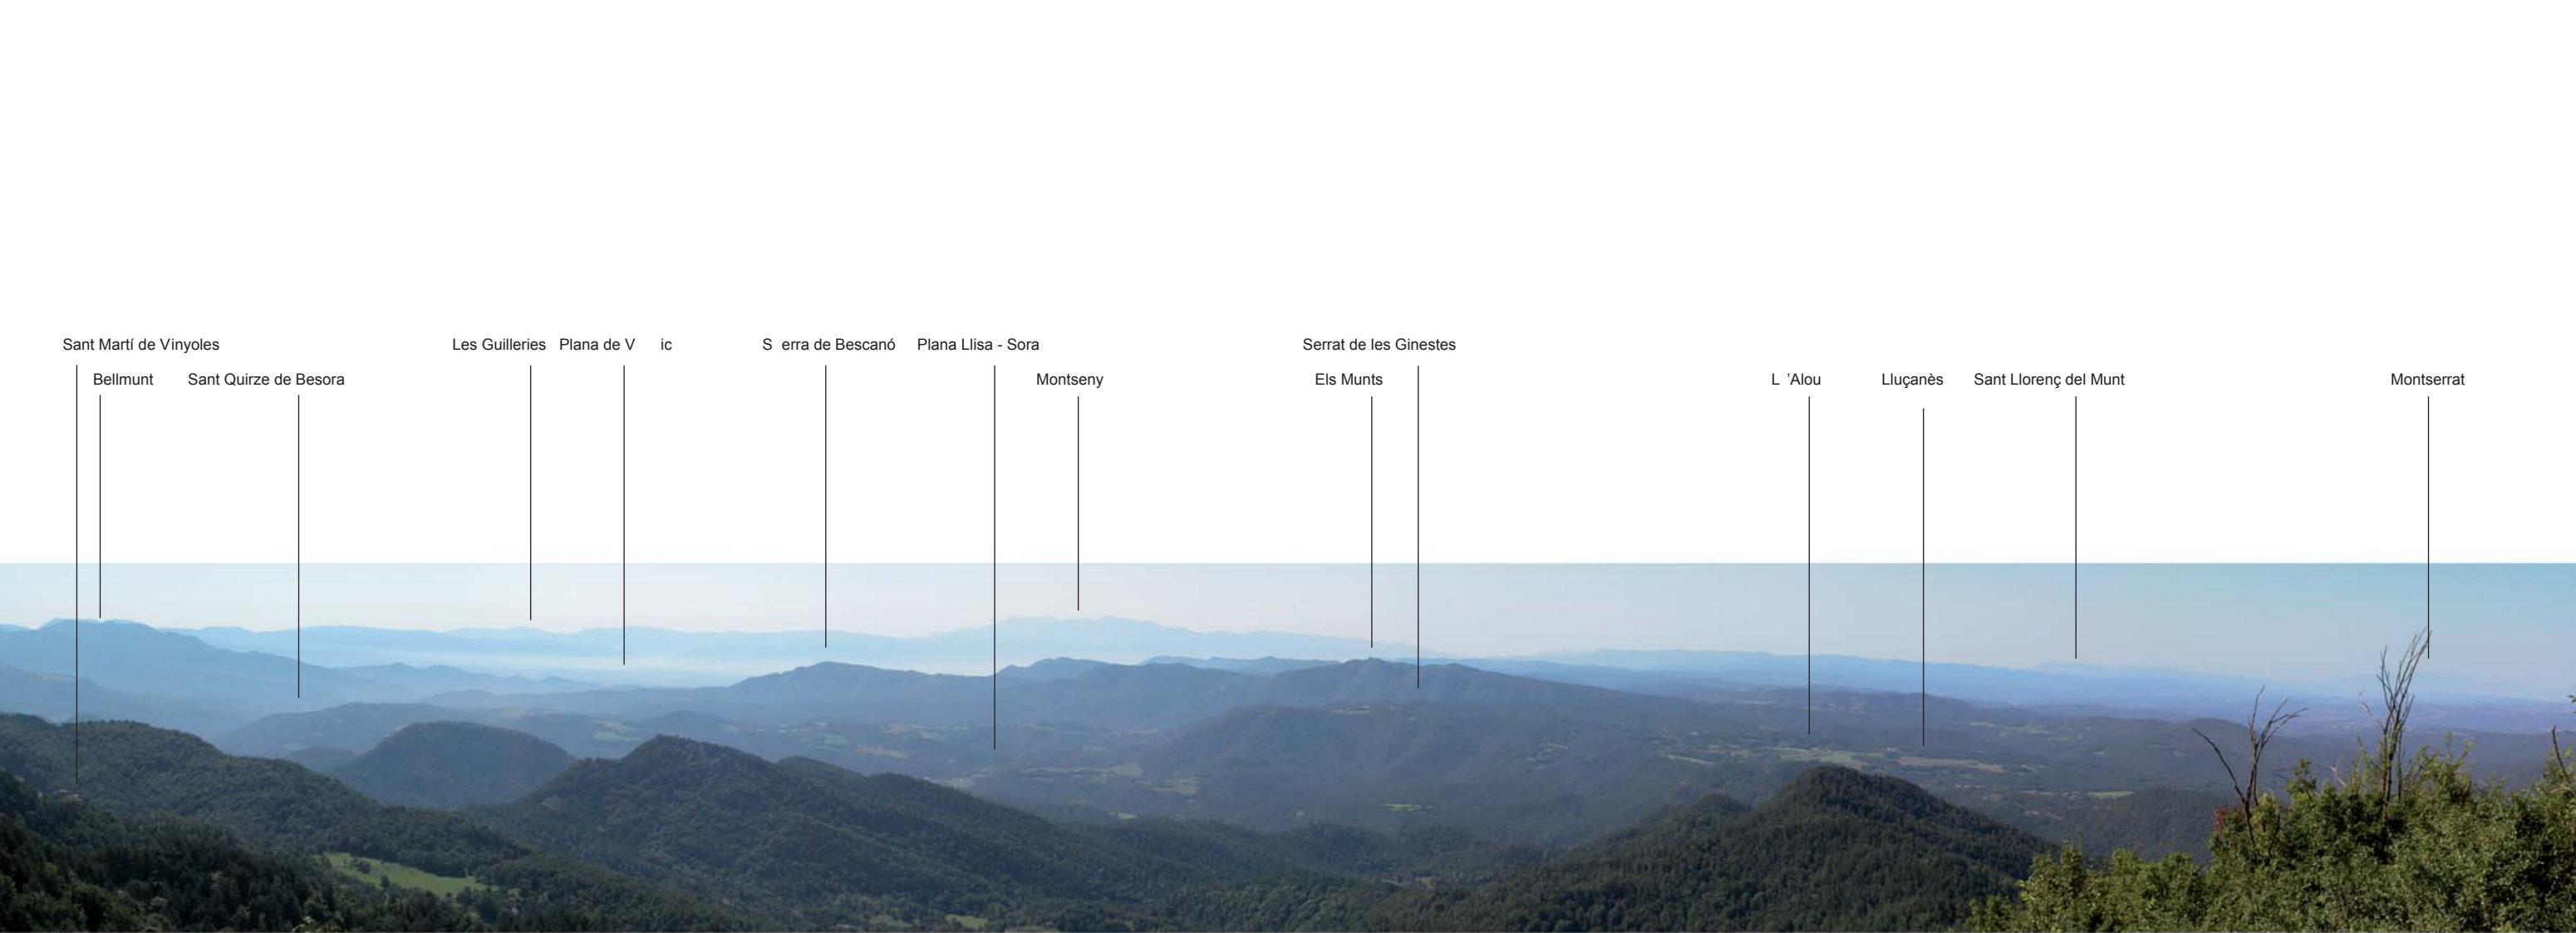 Sant Martí de Vinyoles
Les Guilleries
Plana de V ic
S erra de Bescanó
Plana Llisa - Sora
Serrat de les Ginestes
Bellmunt
Sant Quirze de Besora
Montseny
Els Munts
L 'Alou
Lluçanès
Sant Llorenç del Munt
Montserrat